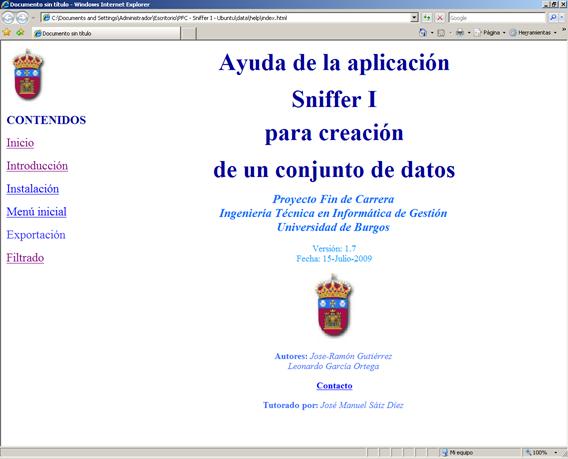 Documento sin título - Windows Internet Explorer
C:\Documents and Settings\Administrador\Escritorio\PFC - Sniffer I - Ubuntu\data\help\index.html
Google
Documento sin título
Página
Herramientas
CONTENIDOS
Inicio
Introducción
Instalación
Menú inicial
Exportación
Filtrado
Ayuda de la aplicación
Sniffer I
para creación
de un conjunto de datos
Proyecto Fin de Carrera
Ingeniería Técnica en Informática de Gestión
Universidad de Burgos
Versión: 1.7
Fecha: 15-Julio-2009
Autores: Jose-Ramón Gutiérrez
Leonardo García Ortega
Contacto
Tutorado por: José Manuel Sáiz Díez
Mi equipo
100%